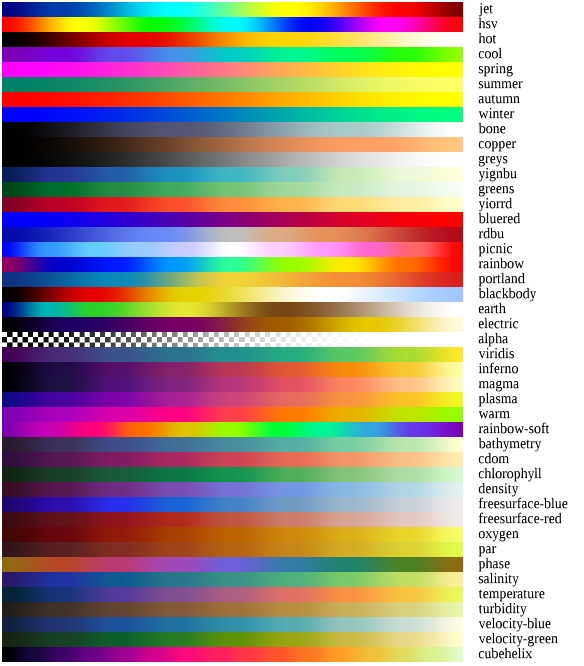 jet
hsv
hot
cool
spring
summer
autumn
winter
bone
copper
greys
yignbu
greens
yiorrd
bluered
rdbu
picnic
rainbow
portland
blackbody
earth
electric
alpha
viridis
inferno
magma
plasma
warm
rainbow-soft
bathymetry
cdom
chlorophyll
density
freesurface-blue
freesurface-red
oxygen
par
phase
salinity
temperature
turbidity
velocity-blue
velocity-green
cubehelix